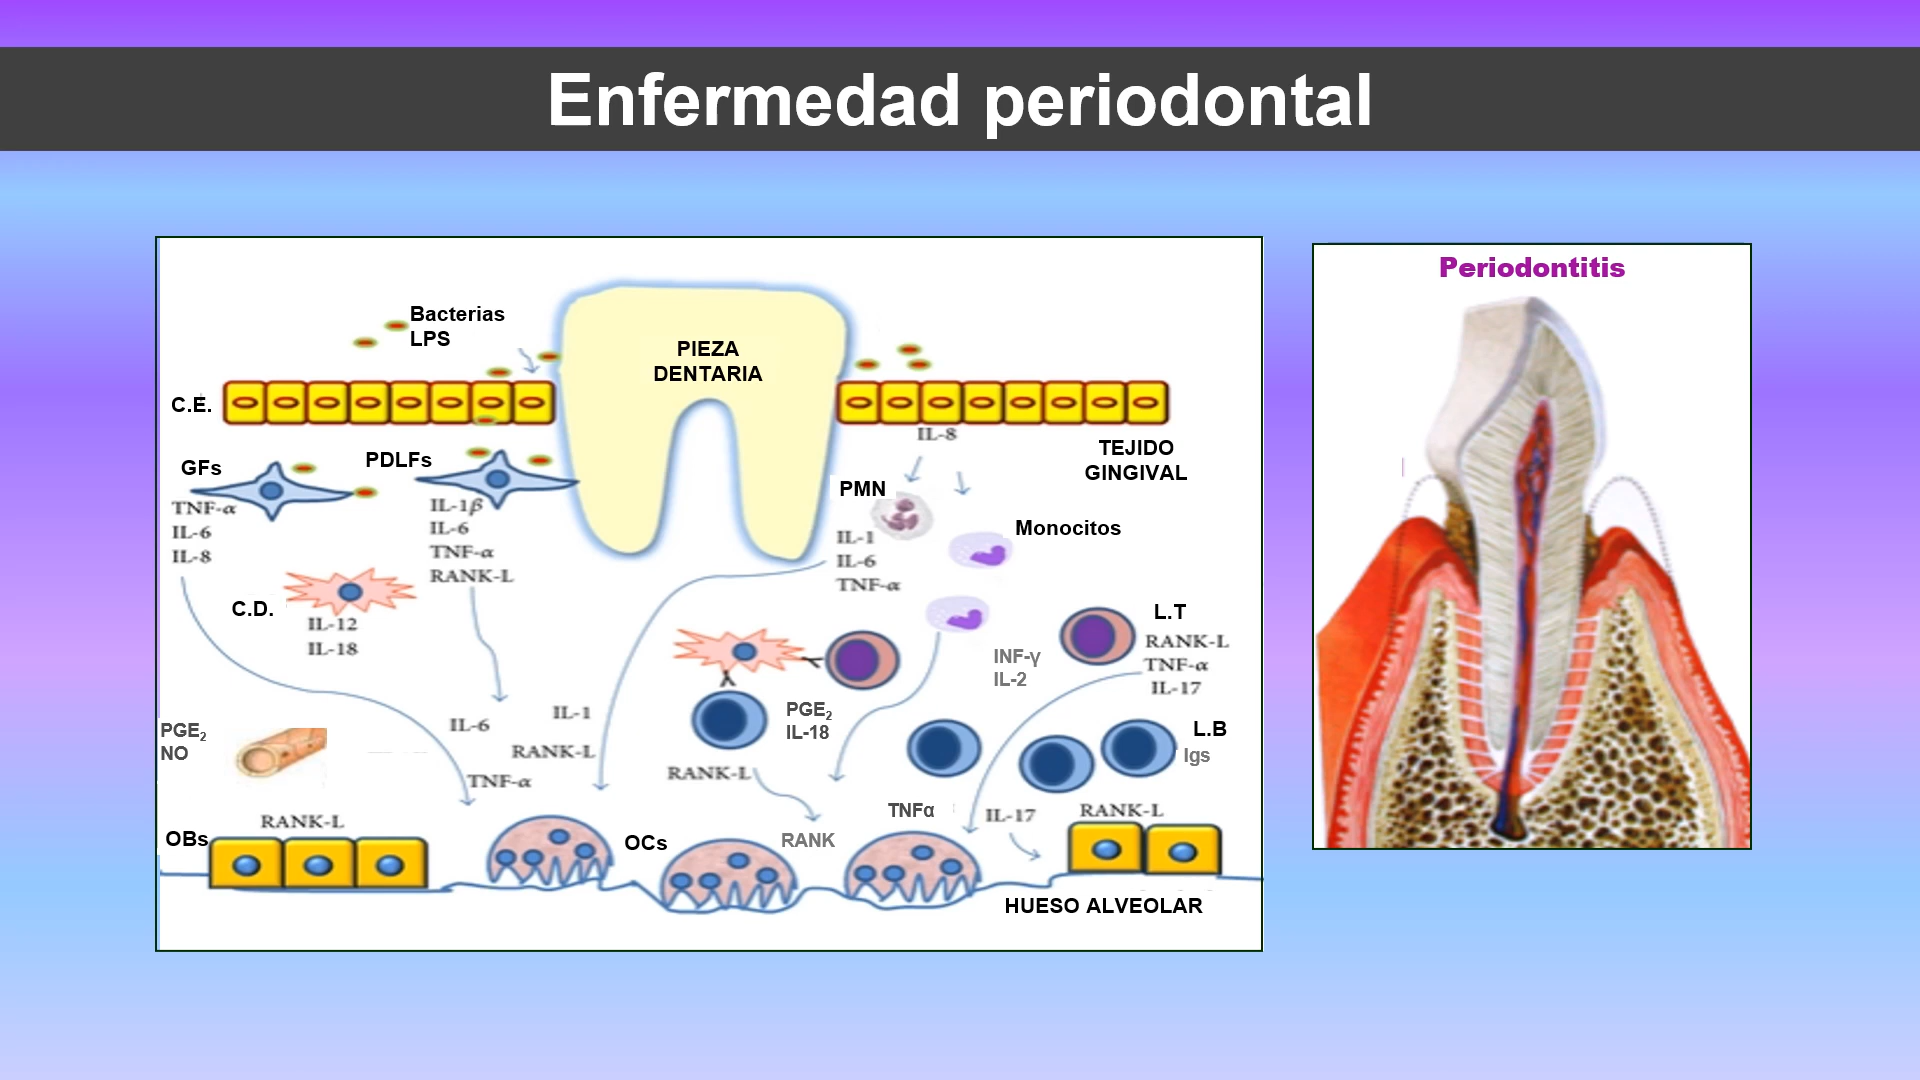 Enfermedad periodontal
Bacterias
LPS
PIEZA
DENTARIA
C.E.
IL-8
TEJIDO
GINGIVAL
GFs
PDLFs
TNF-α
IL-6
IL-8
IL-1β
IL-6
TNF-α
RANK-L
PMN
IL-1
IL-6
TNF-α
Monocitos
C.D.
IL-12
IL-18
L.T
RANK-L
TNF-α
IL-17
INF-γ
IL-2
PGE₂
NO
IL-6
IL-1
RANK-L
TNF-α
PGE₂
IL-18
RANK-L
L.B
Igs
TNFα
IL-17
RANK-L
RANK-L
OBs
OCs
RANK
HUESO ALVEOLAR
Periodontitis